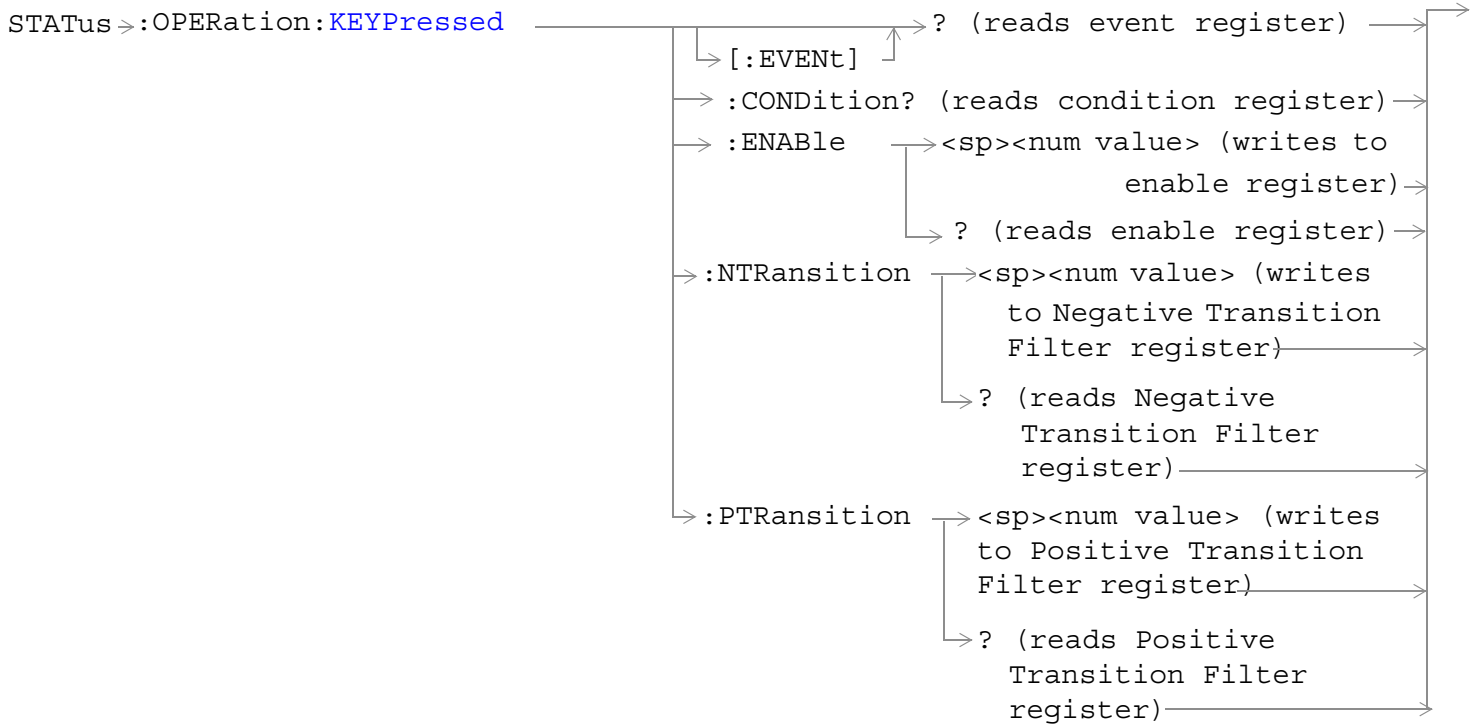 STATus :OPERation:KEYPressed ? (reads event register)
[:EVENt]
:CONDition? (reads condition register)
:ENABle <sp><num value> (writes to
enable register)
? (reads enable register)
:NTRansition <sp><num value> (writes
to Negative Transition
Filter register)
? (reads Negative
Transition Filter
register)
:PTRansition <sp><num value> (writes
to Positive Transition
Filter register)
? (reads Positive
Transition Filter
register)